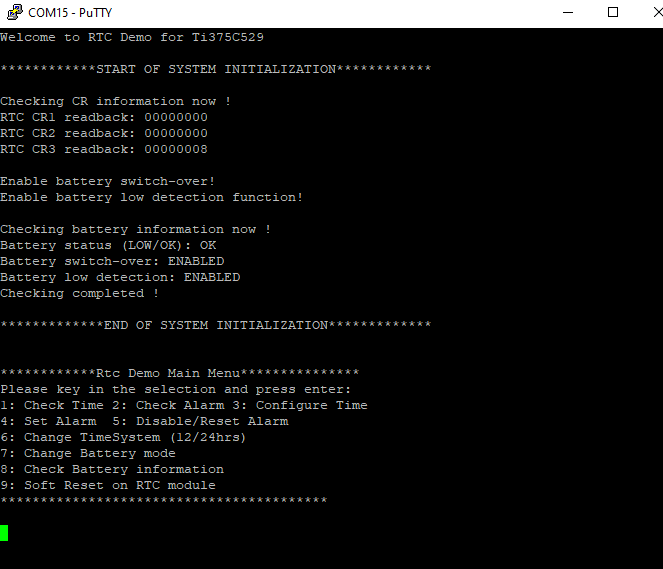 COM15 - PuTTY
Welcome to RTC Demo for Ti375C529
************START OF SYSTEM INITIALIZATION************
Checking CR information now !
RTC CR1 readback: 00000000
RTC CR2 readback: 00000000
RTC CR3 readback: 00000008
Enable battery switch-over!
Enable battery low detection function!
Checking battery information now !
Battery status (LOW/OK): OK
Battery switch-over: ENABLED
Battery low detection: ENABLED
Checking completed !
*************END OF SYSTEM INITIALIZATION*************
************Rtc Demo Main Menu***************
Please key in the selection and press enter:
1: Check Time 2: Check Alarm 3: Configure Time
4: Set Alarm  5: Disable/Reset Alarm
6: Change TimeSystem (12/24hrs)
7: Change Battery mode
8: Check Battery information
9: Soft Reset on RTC module
*****************************************